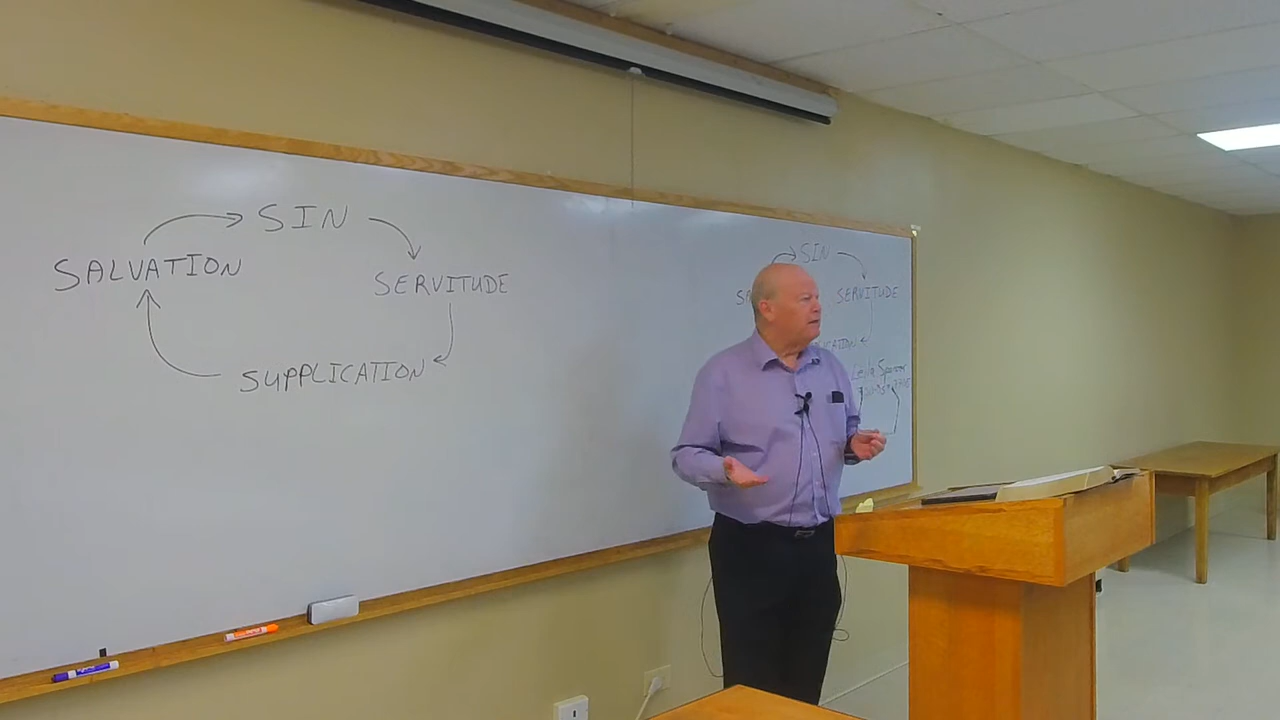 SIN
SALVATION
SERVITUDE
SUPPLICATION
SIN
SERVITUDE